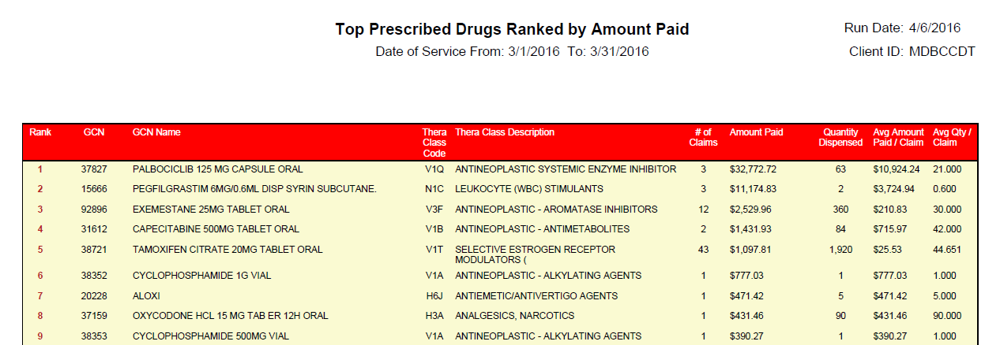 Top Prescribed Drugs Ranked by Amount Paid
Run Date: 4/6/2016
Date of Service From: 3/1/2016 To: 3/31/2016
Client ID: MDBCCDT
Rank GCN GCN Name Thera Class Code Thera Class Description # of Claims Amount Paid Quantity Dispensed Avg Amount Paid / Claim Avg Qty / Claim
1 37827 PALBOCICLIB 125 MG CAPSULE ORAL V1Q ANTINEOPLASTIC SYSTEMIC ENZYME INHIBITOR 3 $32,772.72 63 $10,924.24 21.000
2 15666 PEGFILGRASTIM 6MG/0.6ML DISP SYRIN SUBCUTANE. N1C LEUKOCYTE (WBC) STIMULANTS 3 $11,174.83 2 $3,724.94 0.600
3 92896 EXEMESTANE 25MG TABLET ORAL V3F ANTINEOPLASTIC - AROMATASE INHIBITORS 12 $2,529.96 360 $210.83 30.000
4 31612 CAPECITABINE 500MG TABLET ORAL V1B ANTINEOPLASTIC - ANTIMETABOLITES 2 $1,431.93 84 $715.97 42.000
5 38721 TAMOXIFEN CITRATE 20MG TABLET ORAL V1T SELECTIVE ESTROGEN RECEPTOR 43 $1,097.81 1,920 $25.53 44.651
MODULATORS (
6 38352 CYCLOPHOSPHAMIDE 1G VIAL V1A ANTINEOPLASTIC - ALKYLATING AGENTS 1 $777.03 1 $777.03 1.000
7 20228 ALOXI H6J ANTIEMETIC/ANTIVERTIGO AGENTS 1 $471.42 5 $471.42 5.000
8 37159 OXYCODONE HCL 15 MG TAB ER 12H ORAL H3A ANALGESICS, NARCOTICS 1 $431.46 90 $431.46 90.000
9 38353 CYCLOPHOSPHAMIDE 500MG VIAL V1A ANTINEOPLASTIC - ALKYLATING AGENTS 1 $390.27 1 $390.27 1.000